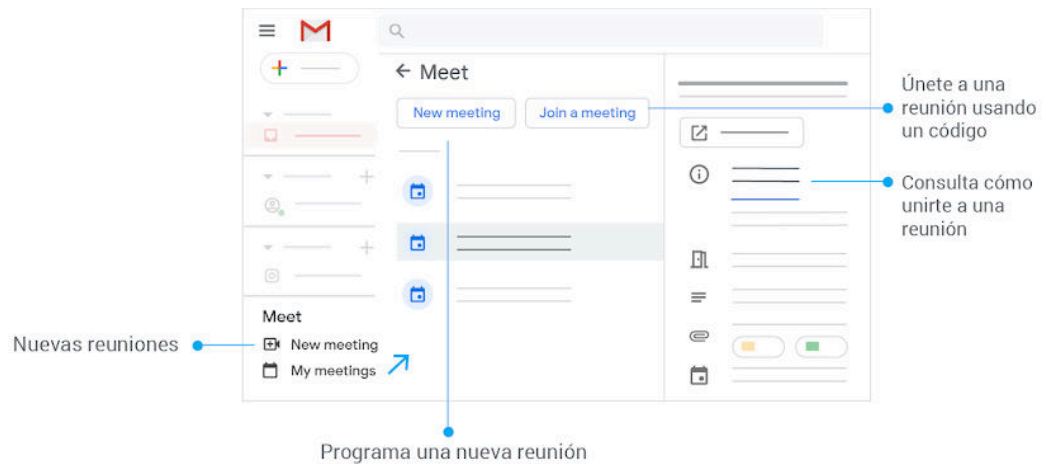 Meet
New meeting
Join a meeting
Únete a una
reunión usando
un código
Consulta cómo
unirte a una
reunión
Meet
Nuevas reuniones
New meeting
My meetings
Programa una nueva reunión